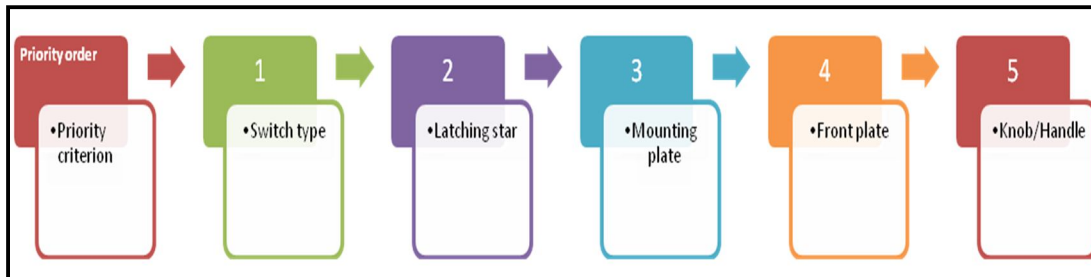 Priority order
•Priority
criterion
1
•Switch type
2
•Latching star
3
•Mounting
plate
4
•Front plate
5
•Knob/Handle